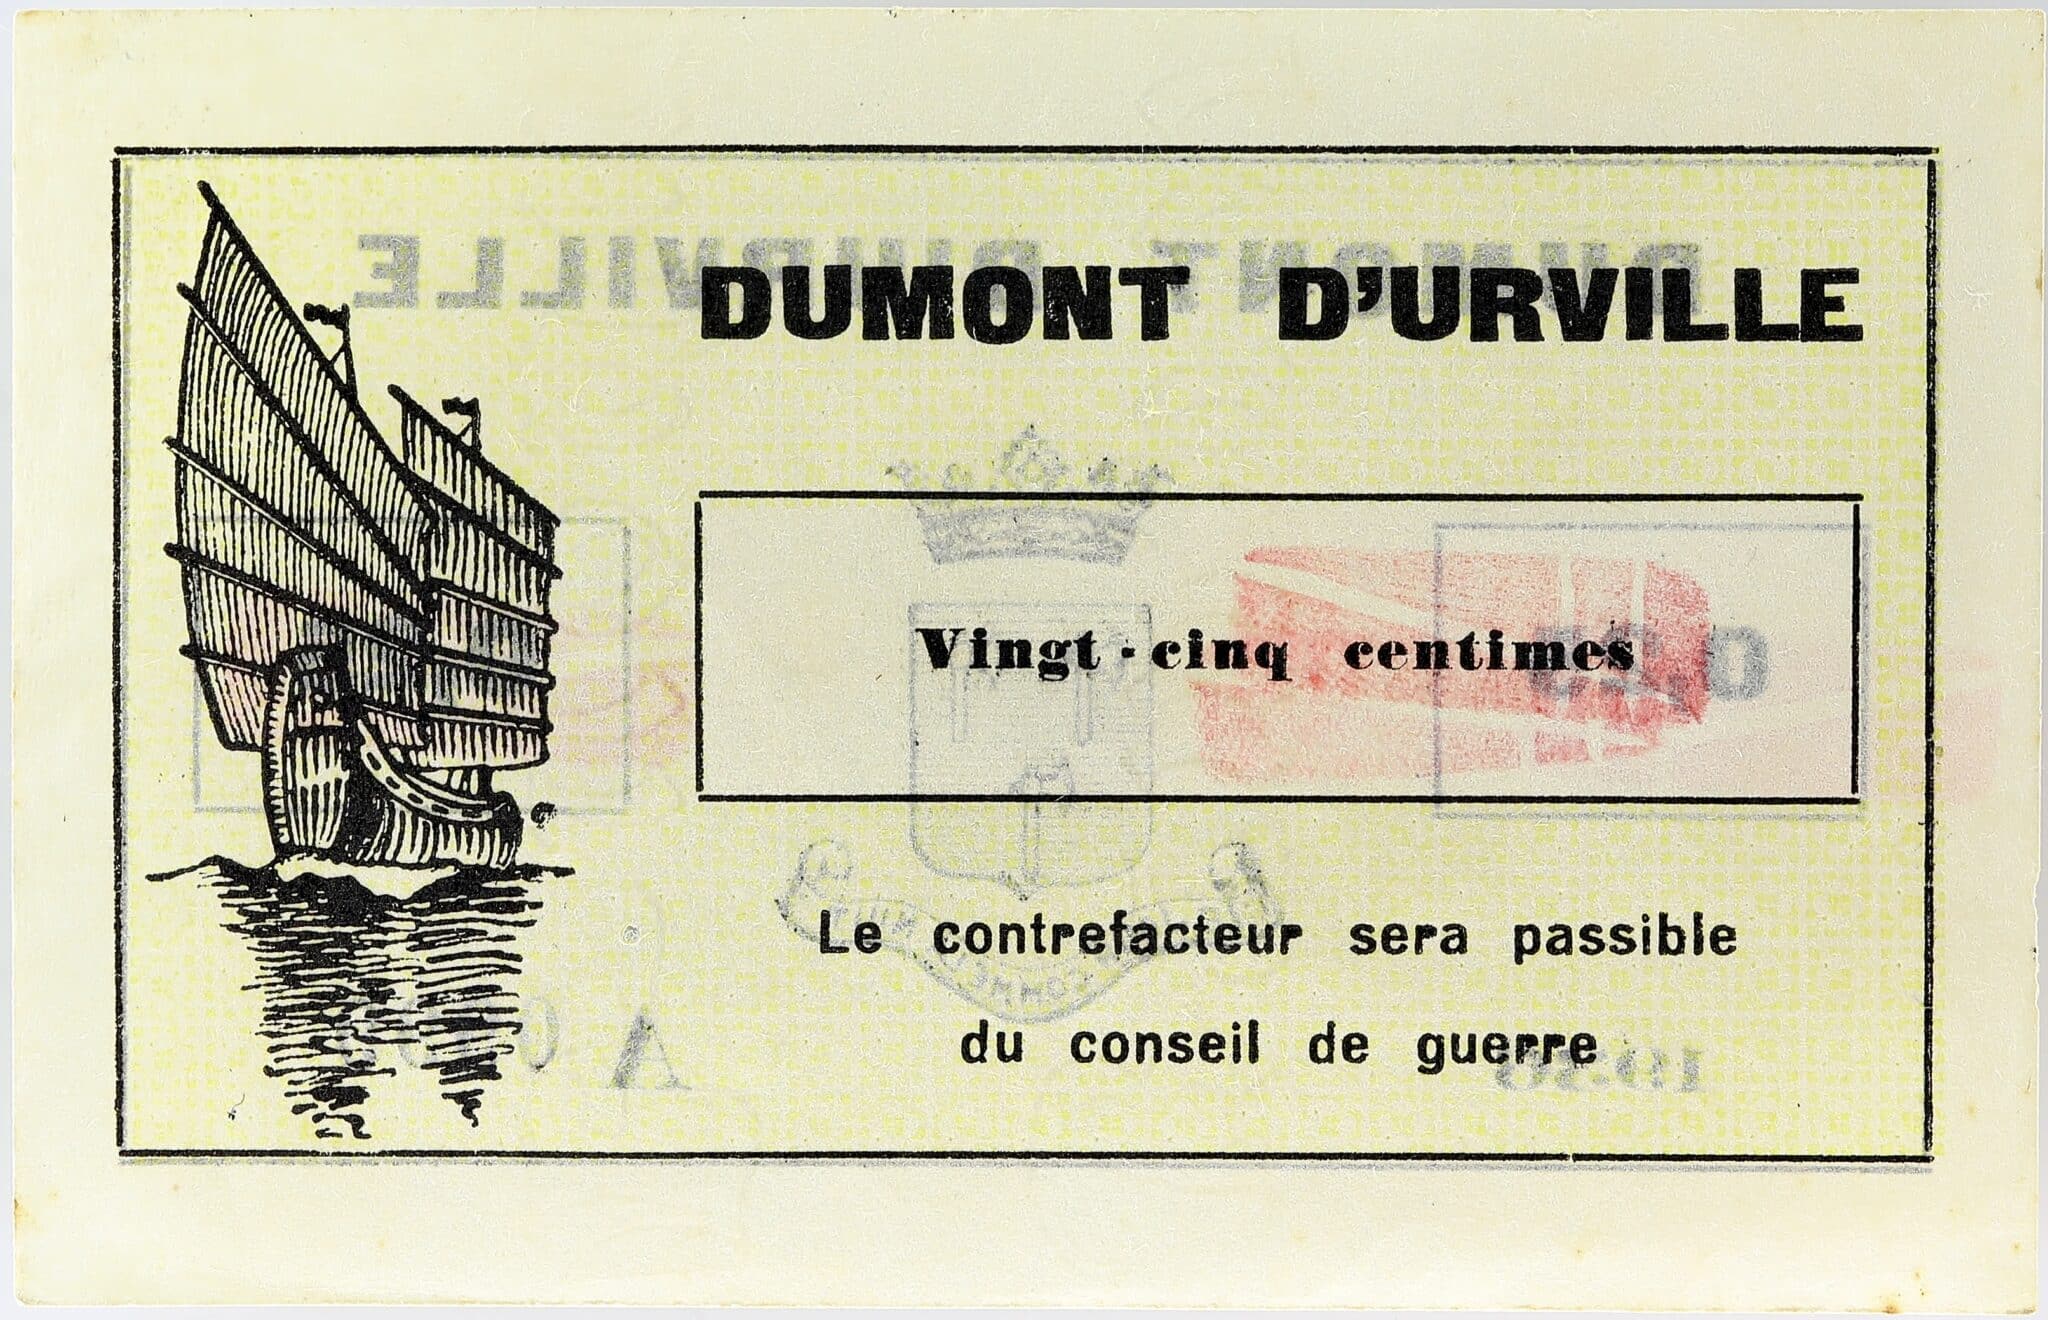 DUMONT D'URVILLE
Vingt-cinq centimes
Le contrefacteur sera passible
du conseil de guerre